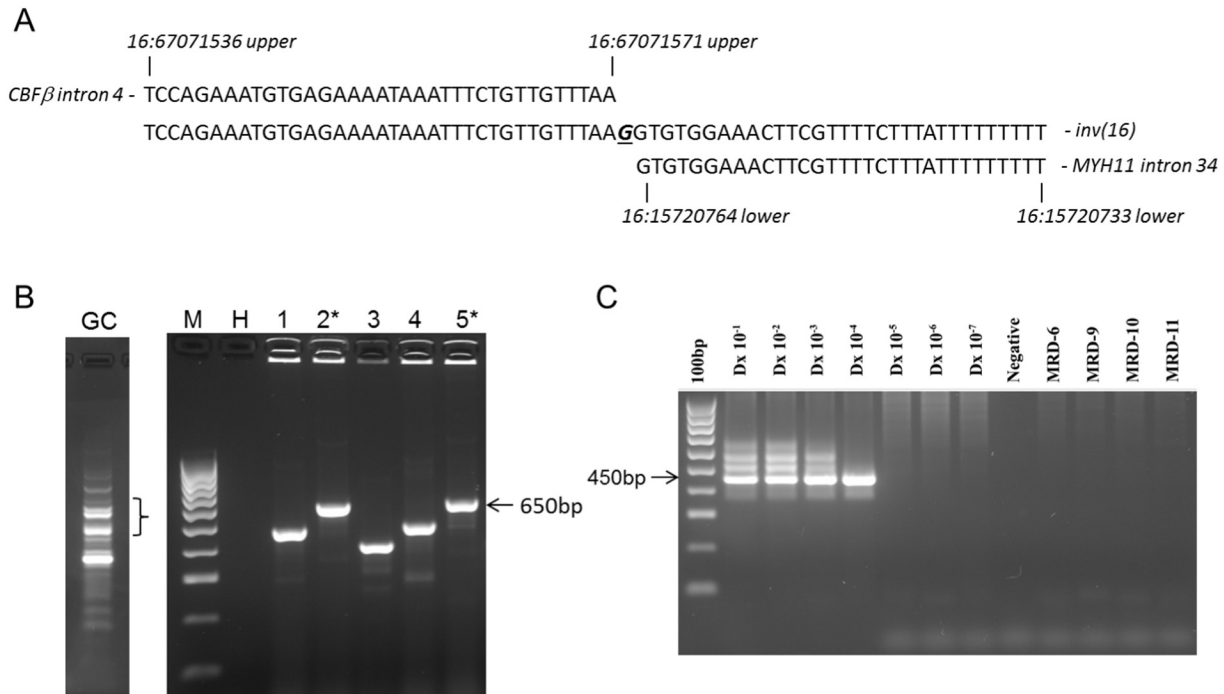 A
16:67071536 upper
16:67071571 upper
CBFβ intron 4 - TCCAGAAATGTGAGAAAATAAATTTCTGTTGTTTAA
TCCAGAAATGTGAGAAAATAAATTTCTGTTGTTTAAGGTGTGGAAACTTCGTTTTCTTTATTTTTTTTT - inv(16)
GTGTGGAAACTTCGTTTTCTTTATTTTTTTTT - MYH11 intron 34
16:15720764 lower
16:15720733 lower
B
GC
M H 1 2* 3 4 5*
650bp
C
100bp
Dx 10⁻¹
Dx 10⁻²
Dx 10⁻³
Dx 10⁻⁴
Dx 10⁻⁵
Dx 10⁻⁶
Dx 10⁻⁷
Negative
MRD-6
MRD-9
MRD-10
MRD-11
450bp